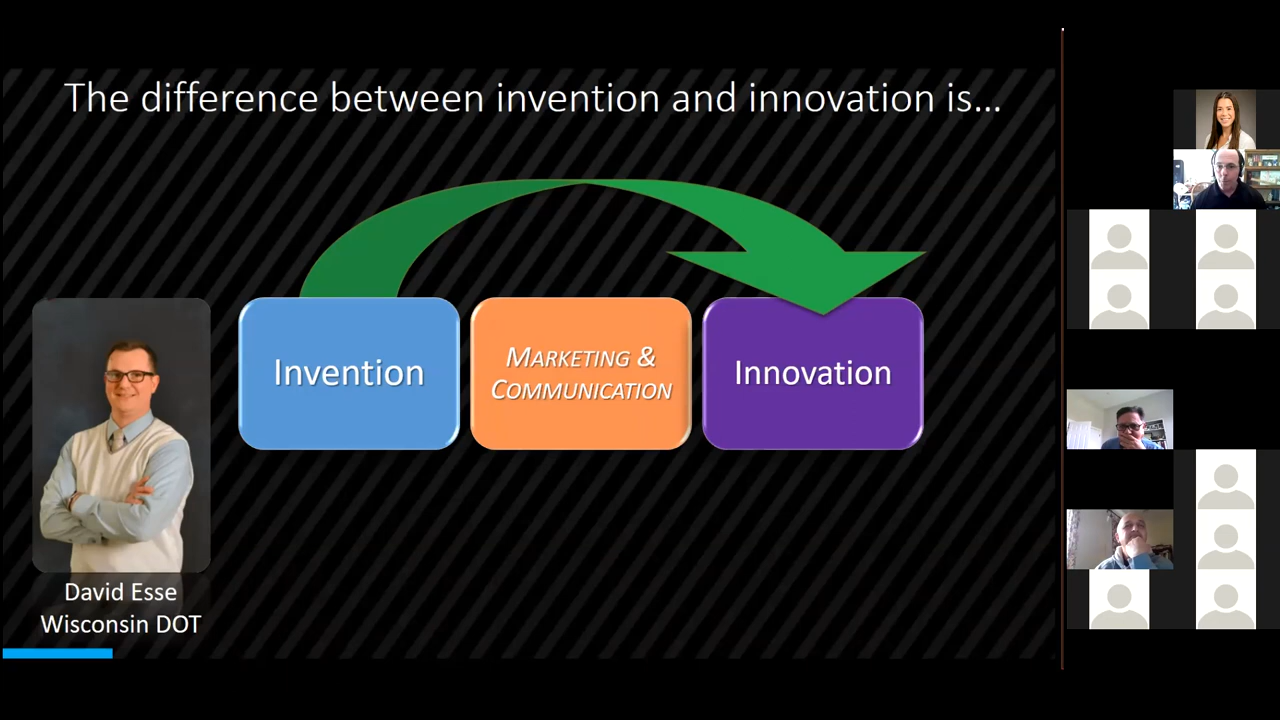 The difference between invention and innovation is...
Invention
MARKETING &
COMMUNICATION
Innovation
David Esse
Wisconsin DOT